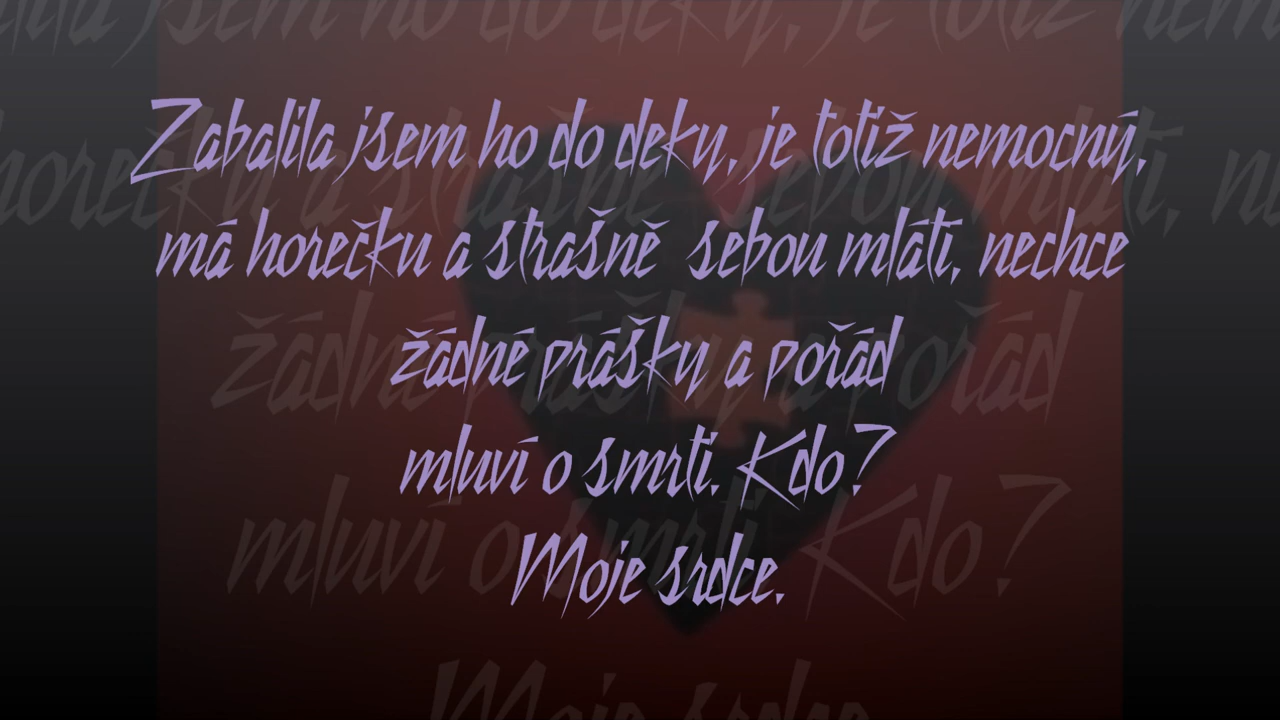 Zabalila jsem ho do deky, je totiž nemocný,
má horečku a strašně sebou mlátí, nechce
žádné prášky a pořád
mluví o smrti. Kdo?
Moje srdce.